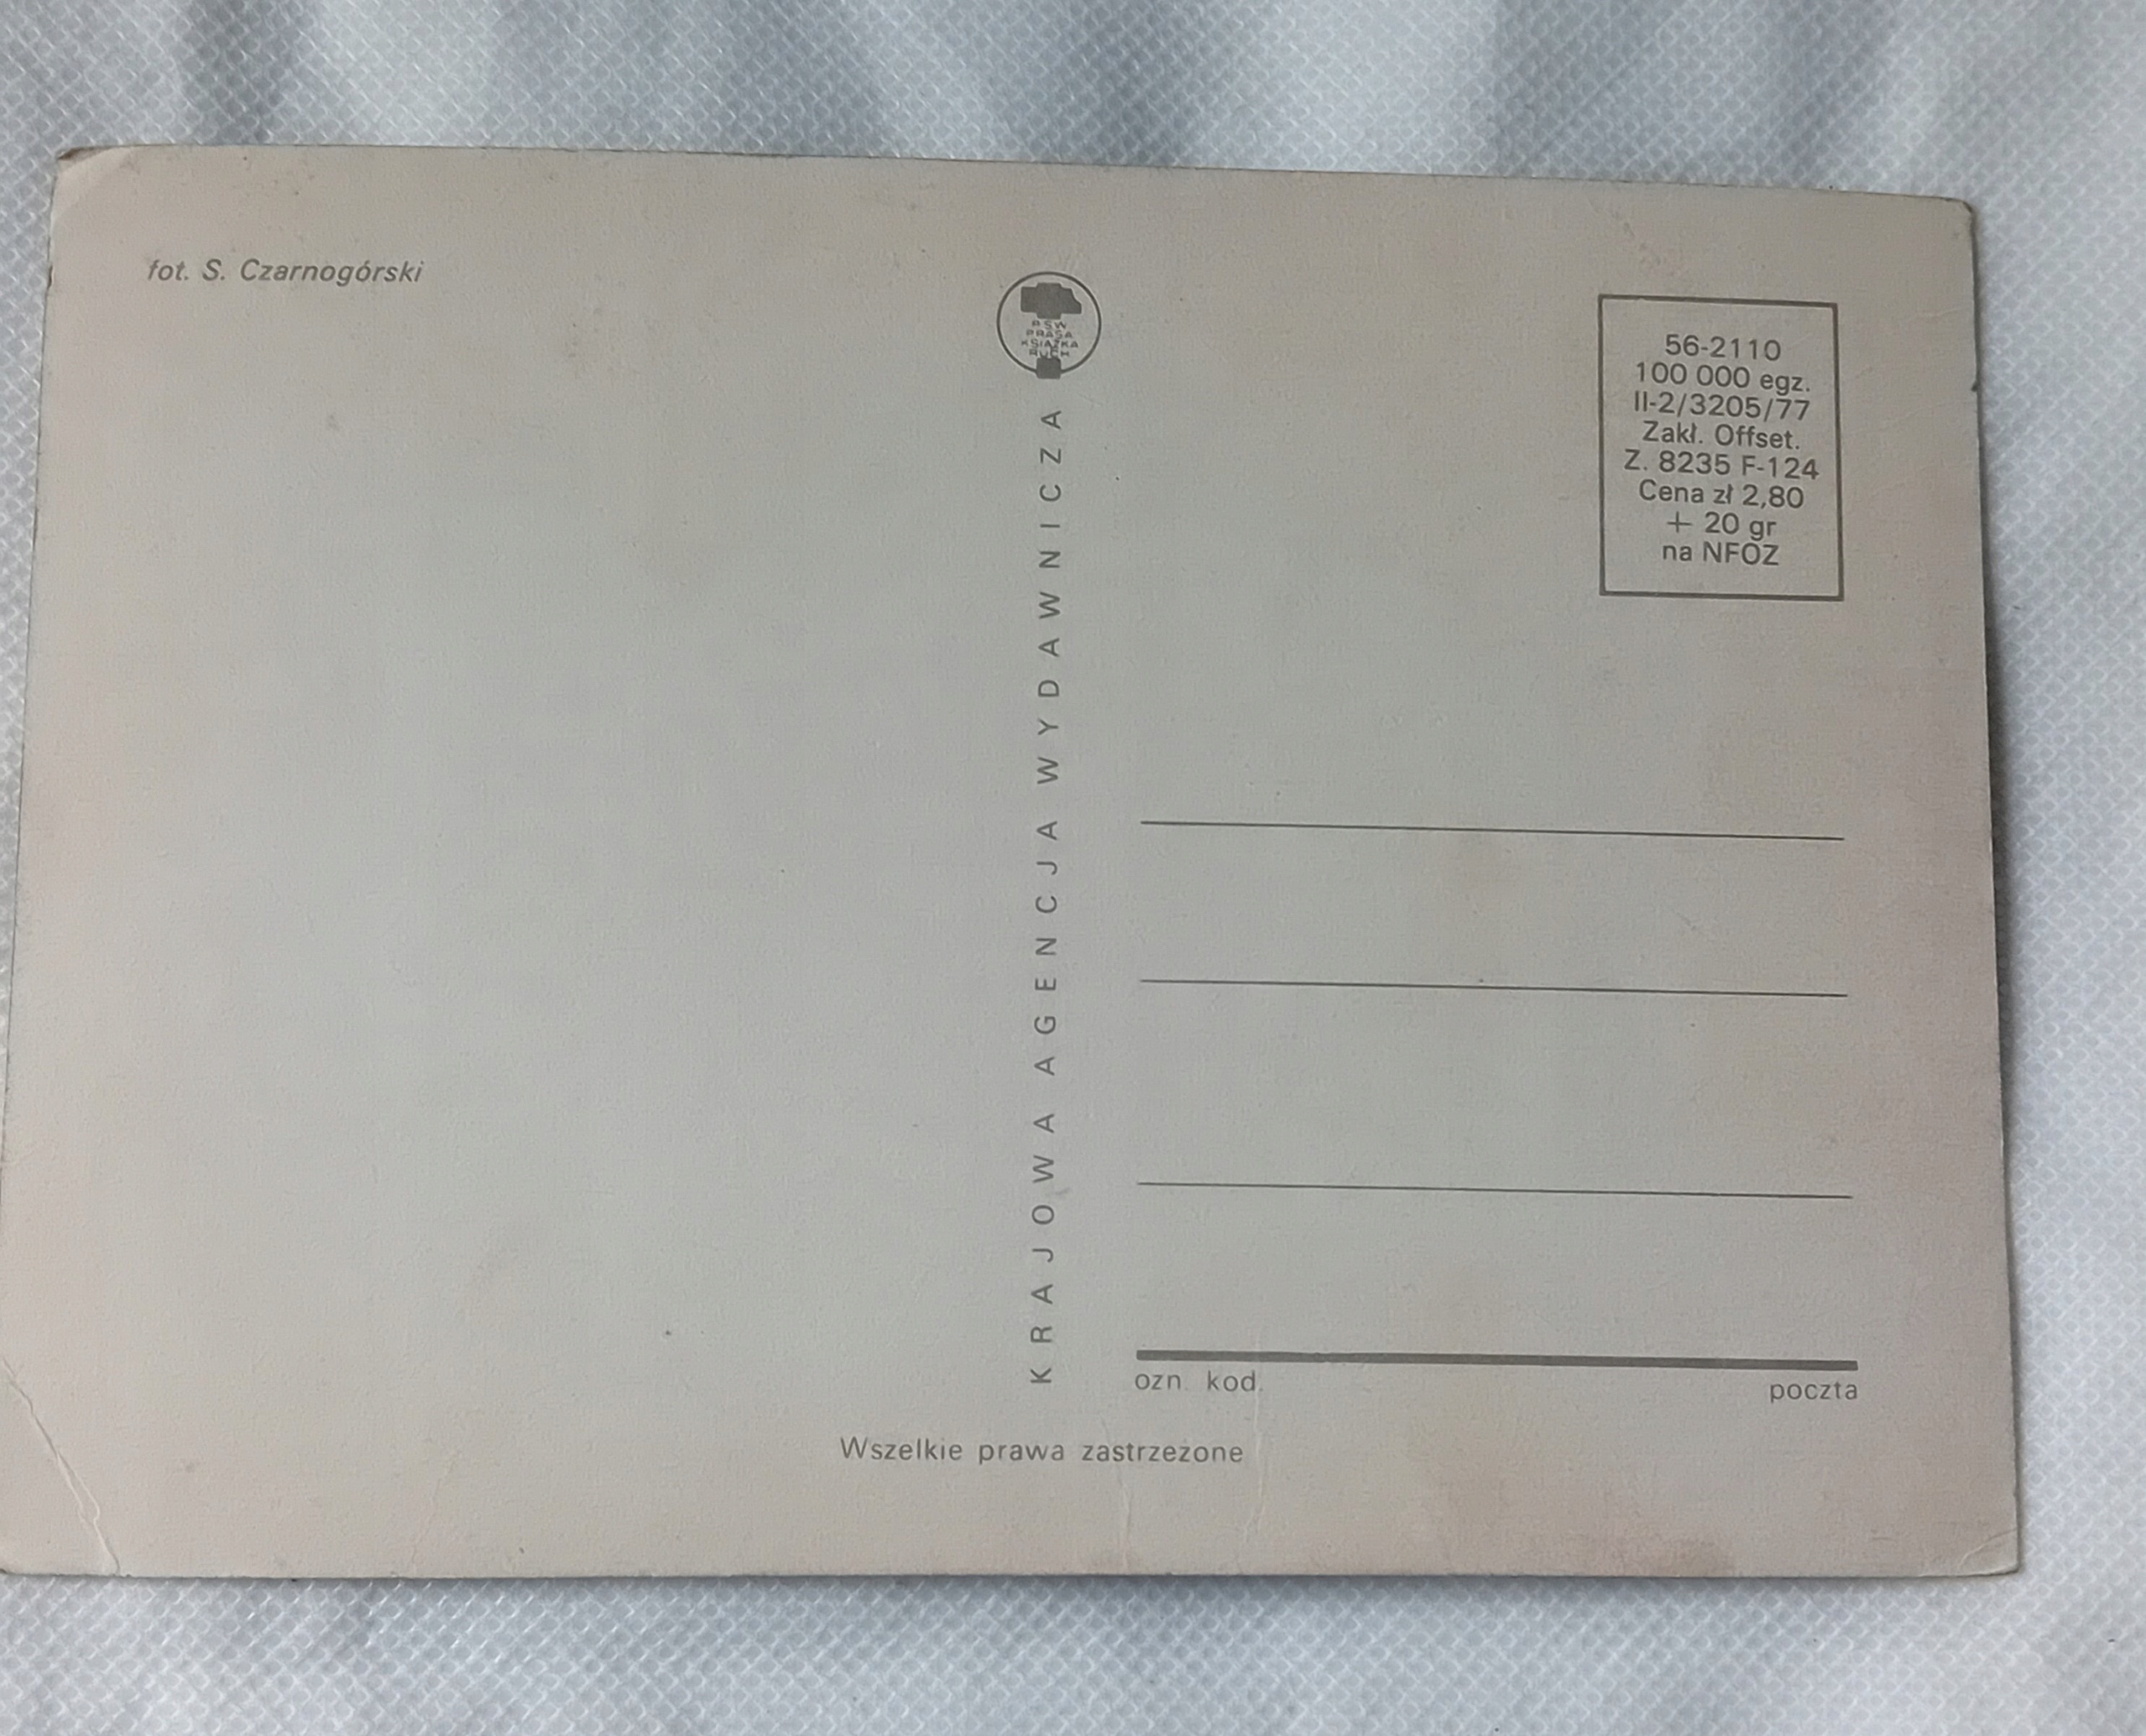 fot. S. Czarnogórski
RSW
PRASA
KSIĄŻKA
RUCH
KRAJOWA AGENCJA WYDAWNICZA
56-2110
100 000 egz.
II-2/3205/77
Zakł. Offset.
Z. 8235 F-124
Cena zł 2,80
+ 20 gr
na NFOZ
ozn. kod.
poczta
Wszelkie prawa zastrzeżone